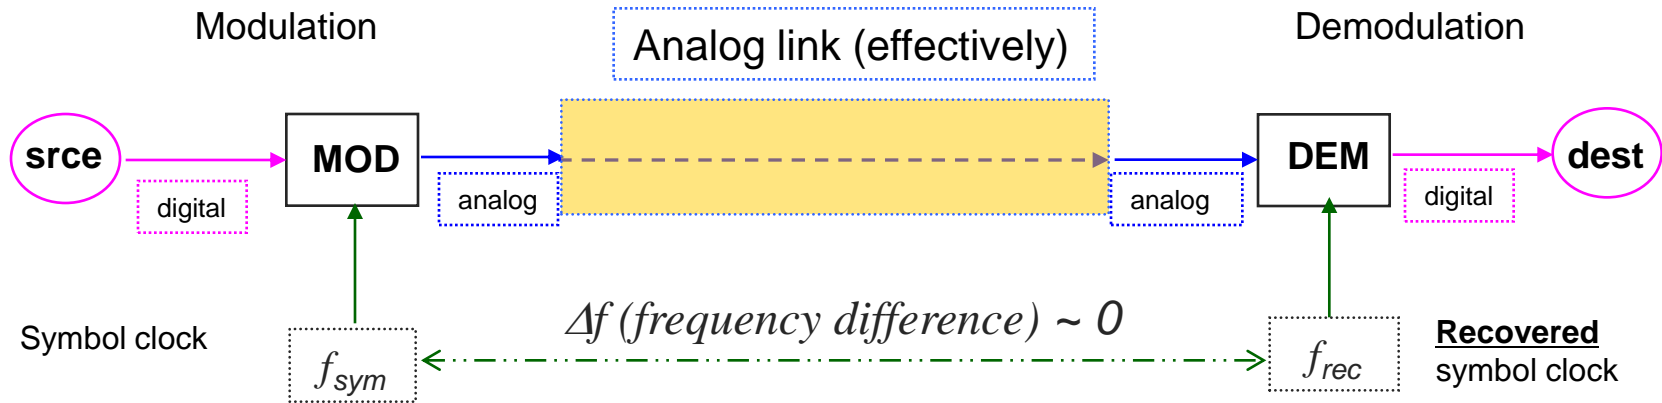 Modulation
Analog link (effectively)
Demodulation
srce
MOD
DEM
dest
digital
analog
analog
digital
Δf (frequency difference) ~ 0
Symbol clock
fsym
frec
Recovered
symbol clock